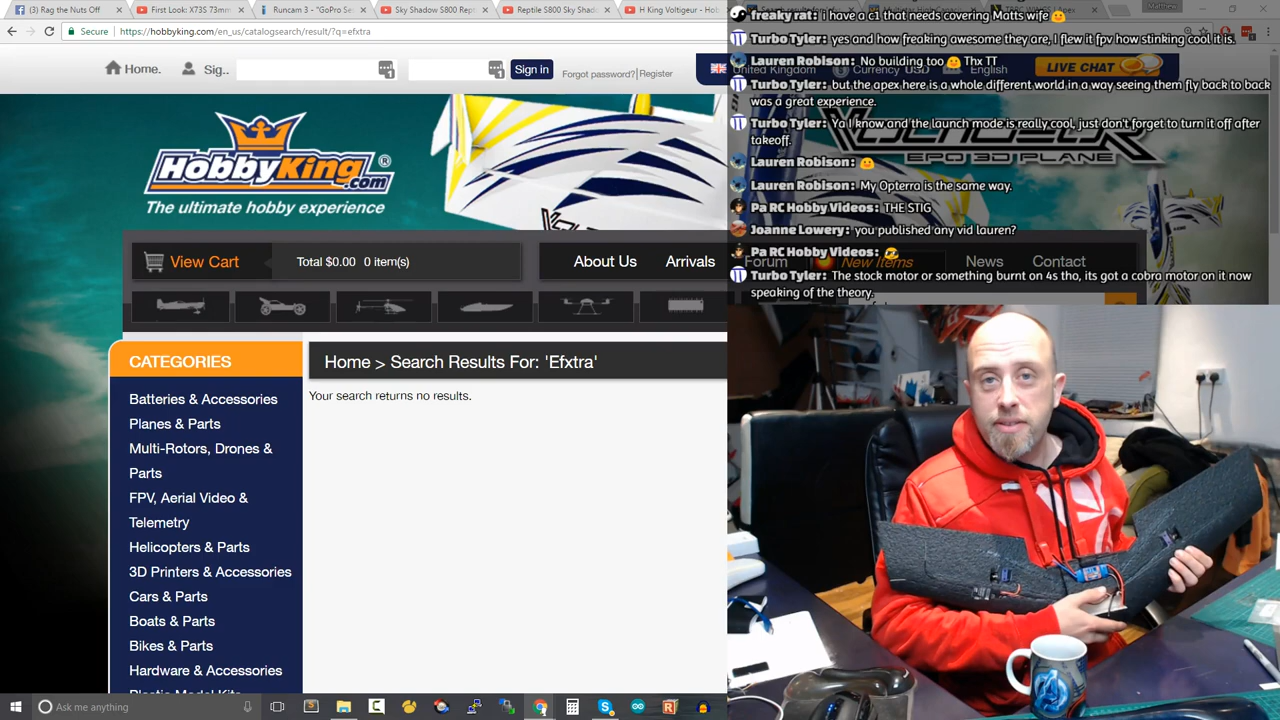 (3) Rag the Nuts Off
First Look: X73S 73mm
Runcam 3 - "GoPro Se
Sky Shadow S800 Rep
Reptile S800 Sky Shado
H King Voltigeur - Hob
Secure
https://hobbyking.com/en_us/catalogsearch/result/?q=efxtra
Home.
Sig..
Sign in
Forgot password?| Register
United Kingdom
Currency USD
English
LIVE CHAT
freaky rat: i have a c1 that needs covering Matts wife
Turbo Tyler: yes and how freaking awesome they are, I flew it fpv how stinking cool it is.
Lauren Robison: No building too Thx TT
Turbo Tyler: but the apex here is a whole different world in a way seeing them fly back to back
was a great experience.
Turbo Tyler: Ya I know and the launch mode is really cool, just don't forget to turn it off after
takeoff.
Lauren Robison:
Lauren Robison: My Opterra is the same way.
Pa RC Hobby Videos: THE STIG
Joanne Lowery: you published any vid lauren?
Pa RC Hobby Videos:
Turbo Tyler: The stock motor or something burnt on 4s tho, its got a cobra motor on it now
speaking of the theory.
EPO 3D PLANE
HobbyKing.com ®
The ultimate hobby experience
View Cart
Total $0.00 0 item(s)
About Us
Arrivals
Forum
New Items
News
Contact
CATEGORIES
Home > Search Results For: 'Efxtra'
Your search returns no results.
Batteries & Accessories
Planes & Parts
Multi-Rotors, Drones &
Parts
FPV, Aerial Video &
Telemetry
Helicopters & Parts
3D Printers & Accessories
Cars & Parts
Boats & Parts
Bikes & Parts
Hardware & Accessories
Plastic Model Kits
Ask me anything